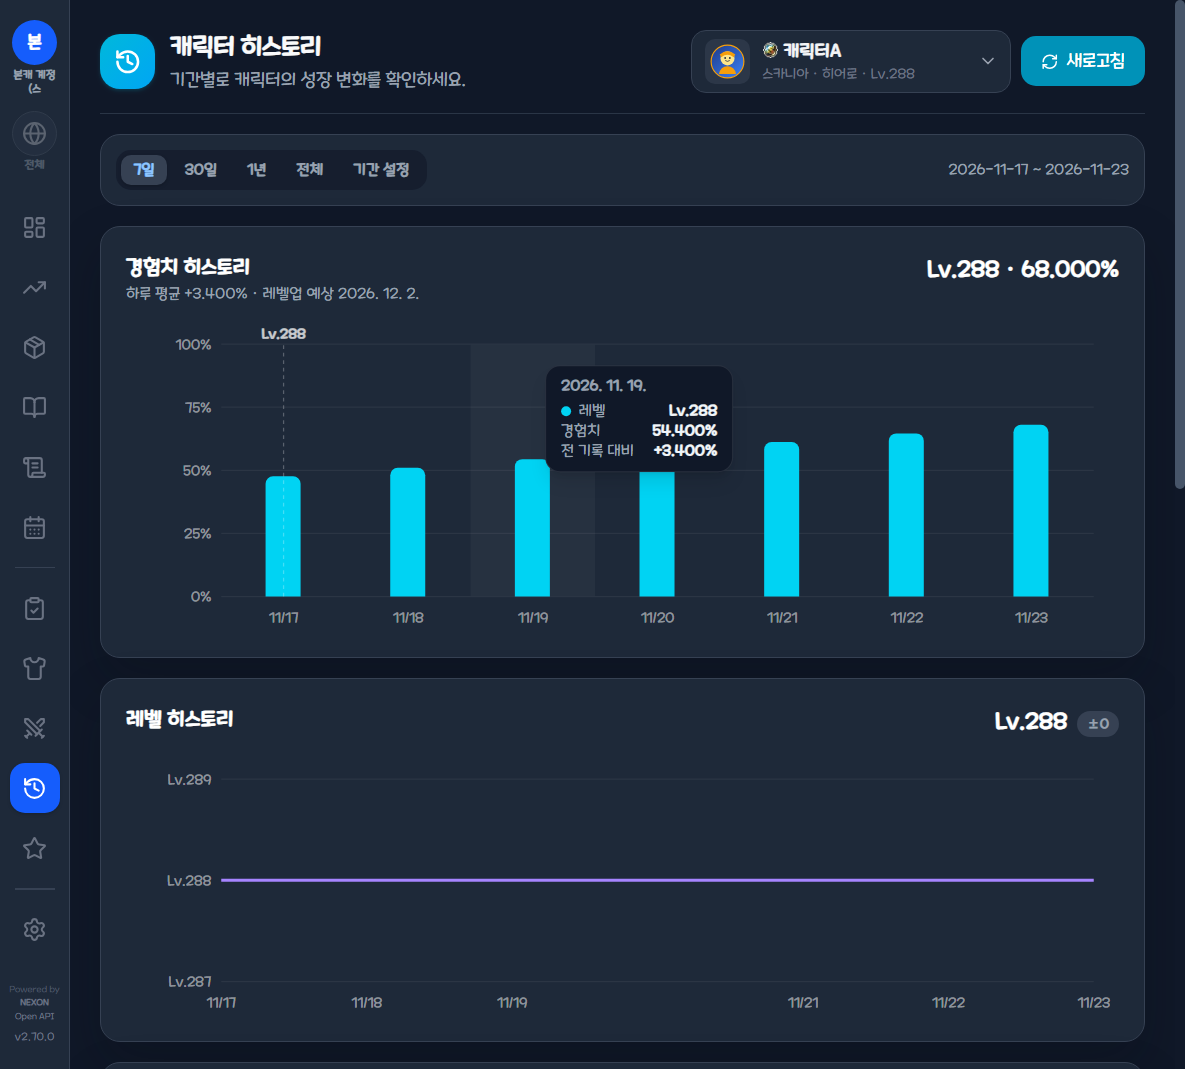 본
본캐 계정
(스
전체
Powered by
NEXON
Open API
v2.70.0
캐릭터 히스토리
기간별로 캐릭터의 성장 변화를 확인하세요.
캐릭터A
스카니아 · 히어로 · Lv.288
새로고침
7일 30일 1년 전체 기간 설정
2026-11-17 ~ 2026-11-23
경험치 히스토리
Lv.288 · 68.000%
하루 평균 +3.400% · 레벨업 예상 2026. 12. 2.
Lv.288
100%
75%
50%
25%
0%
2026. 11. 19.
레벨 Lv.288
경험치 54.400%
전 기록 대비 +3.400%
11/17 11/18 11/19 11/20 11/21 11/22 11/23
레벨 히스토리
Lv.288 ±0
Lv.289
Lv.288
Lv.287
11/17 11/18 11/19 11/21 11/22 11/23